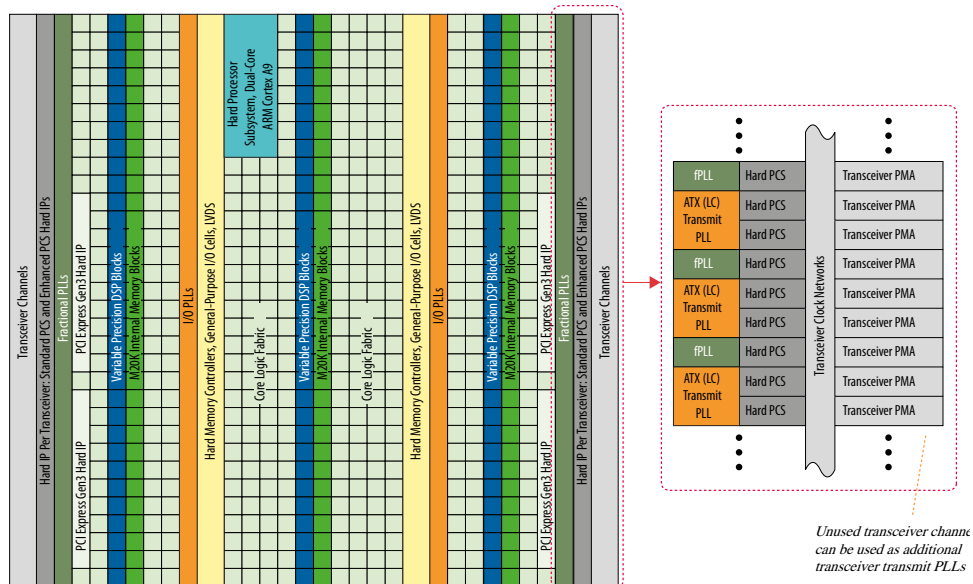 Transceiver Channels
Hard IP Per Transceiver: Standard PCS and Enhanced PCS Hard IPs
Fractional PLLs
PCI Express Gen3 Hard IP
PCI Express Gen3 Hard IP
Variable Precision DSP Blocks
M20K Internal Memory Blocks
I/O PLLs
Hard Memory Controllers, General-Purpose I/O Cells, LVDS
Hard Processor
Subsystem, Dual-Core
ARM Cortex A9
Core Logic Fabric
Variable Precision DSP Blocks
M20K Internal Memory Blocks
Core Logic Fabric
Hard Memory Controllers, General-Purpose I/O Cells, LVDS
I/O PLLs
Variable Precision DSP Blocks
M20K Internal Memory Blocks
PCI Express Gen3 Hard IP
PCI Express Gen3 Hard IP
Fractional PLLs
Hard IP Per Transceiver: Standard PCS and Enhanced PCS Hard IPs
Transceiver Channels
fPLL
Hard PCS
Transceiver PMA
ATX (LC)
Transmit
PLL
Hard PCS
Transceiver PMA
Hard PCS
Transceiver PMA
fPLL
Hard PCS
Transceiver PMA
ATX (LC)
Transmit
PLL
Hard PCS
Transceiver PMA
Hard PCS
Transceiver PMA
fPLL
Hard PCS
Transceiver PMA
ATX (LC)
Transmit
PLL
Hard PCS
Transceiver PMA
Hard PCS
Transceiver PMA
Transceiver Clock Networks
Unused transceiver
can be used as additional
transceiver transmit PLLs